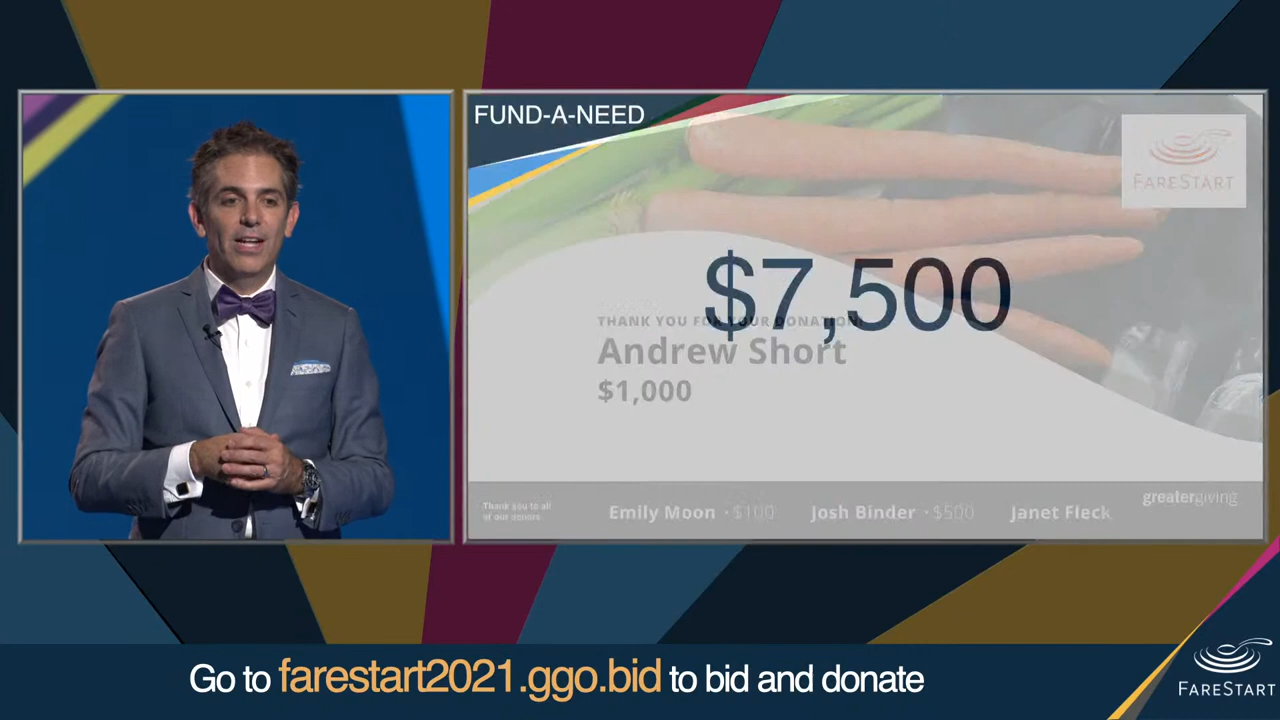 FUND-A-NEED
FARESTART
$7,500
THANK YOU FOR YOUR DONATION!
Andrew Short
$1,000
Thank you to all
of our donors.
Emily Moon · $100 Josh Binder · $500 Janet Fleck
greatergiving
Go to farestart2021.ggo.bid to bid and donate
FARESTART